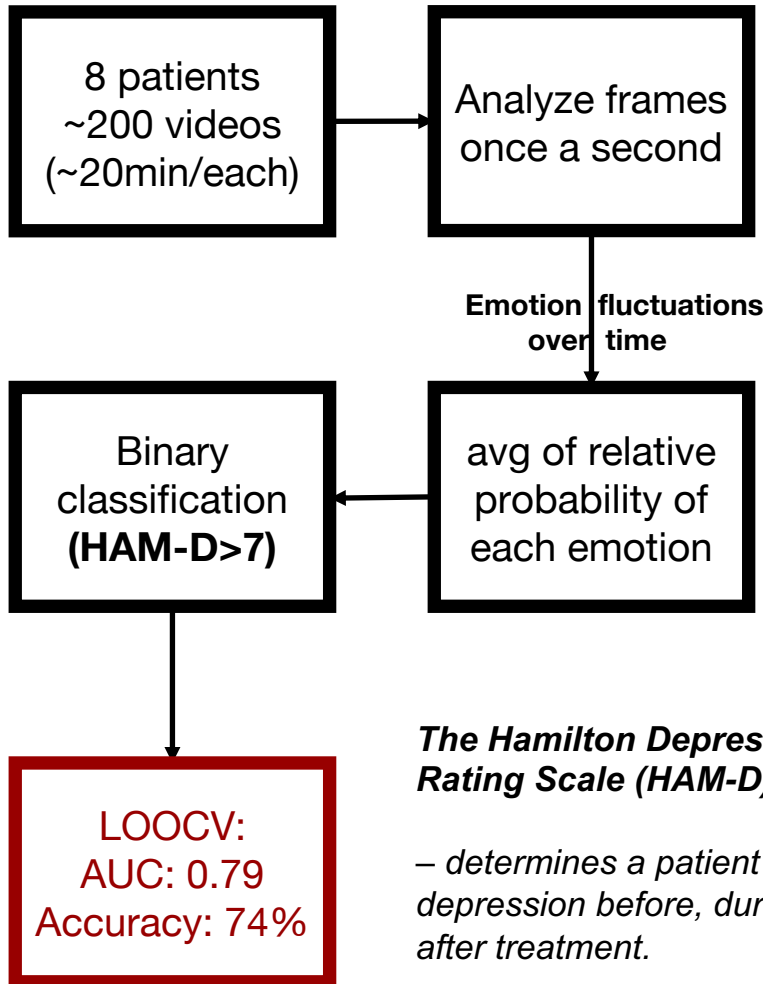 8 patients
~200 videos
(~20min/each)
Analyze frames
once a second
Emotion fluctuations
over time
avg of relative
probability of
each emotion
Binary
classification
(HAM-D>7)
LOOCV:
AUC: 0.79
Accuracy: 74%
The Hamilton Depres
Rating Scale (HAM-D)
– determines a patient
depression before, dur
after treatment.